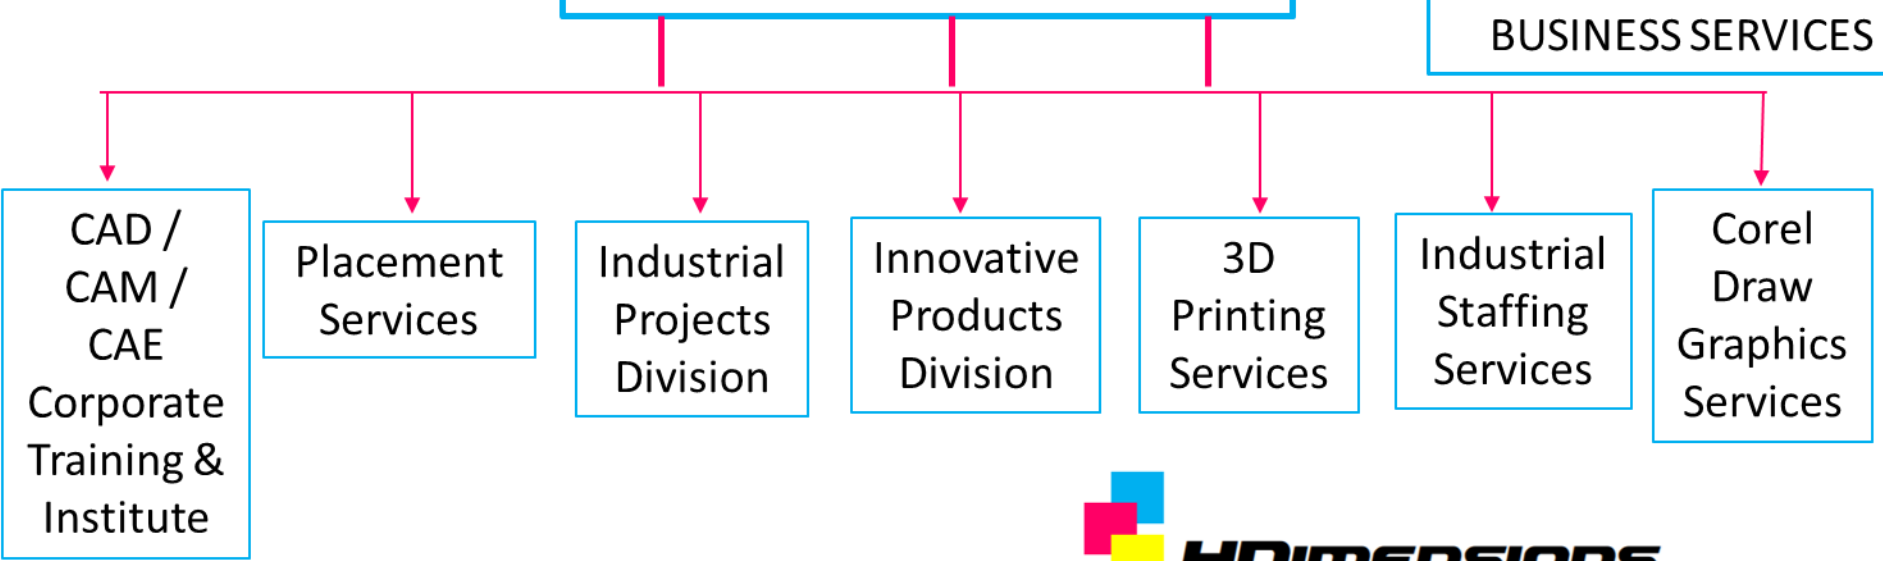 BUSINESS SERVICES
CAD /
CAM /
CAE
Corporate
Training &
Institute
Placement
Services
Industrial
Projects
Division
Innovative
Products
Division
3D
Printing
Services
Industrial
Staffing
Services
Corel
Draw
Graphics
Services
HDimensions